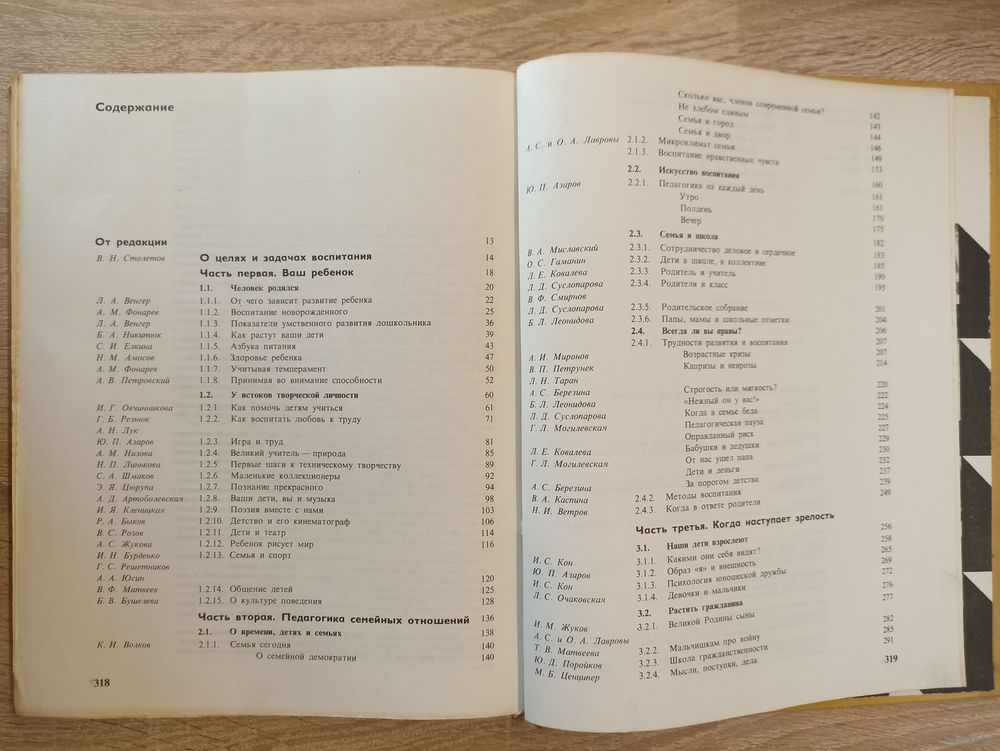 Содержание
От редакции 13
В. Н. Столетов О целях и задачах воспитания 14
Часть первая. Ваш ребенок 18
1.1. Человек родился 20
Л. А. Венгер 1.1.1. От чего зависит развитие ребенка 22
А. М. Фонарев 1.1.2. Воспитание новорожденного 25
Л. А. Венгер 1.1.3. Показатели умственного развития дошкольника 36
Б. А. Никитюк 1.1.4. Как растут ваши дети 39
С. И. Елкина 1.1.5. Азбука питания 43
Н. М. Амосов 1.1.6. Здоровье ребенка 47
А. М. Фонарев 1.1.7. Учитывая темперамент 50
А. В. Петровский 1.1.8. Принимая во внимание способности 52
1.2. У истоков творческой личности 60
И. Г. Овчинникова 1.2.1. Как помочь детям учиться 61
Г. Б. Резник 1.2.2. Как воспитать любовь к труду 71
А. Н. Лук
Ю. П. Азаров 1.2.3. Игра и труд 81
А. М. Низова 1.2.4. Великий учитель — природа 85
Н. П. Линькова 1.2.5. Первые шаги к техническому творчеству 89
С. А. Шмаков 1.2.6. Маленькие коллекционеры 92
Э. Я. Цюрупа 1.2.7. Познание прекрасного 94
А. Д. Артоболевская 1.2.8. Ваши дети, вы и музыка 98
И. Я. Кленицкая 1.2.9. Поэзия вместе с нами 103
Р. А. Быков 1.2.10. Детство и его кинематограф 106
В. С. Розов 1.2.11. Дети и театр 114
А. С. Жукова 1.2.12. Ребенок рисует мир 116
И. Н. Бурденко 1.2.13. Семья и спорт
Г. С. Решетников
А. А. Юсин 120
В. Ф. Матвеев 1.2.14. Общение детей 125
Б. В. Бушелева 1.2.15. О культуре поведения 128
Часть вторая. Педагогика семейных отношений 136
2.1. О времени, детях и семьях 138
К. Н. Волков 2.1.1. Семья сегодня 140
О семейной демократии 140
318
Сколько вас, членов современной семьи? 142
Не хлебом единым 143
Семья и город 144
Семья и двор 146
А. С. и О. А. Лавровы 2.1.2. Микроклимат семьи 149
2.1.3. Воспитание нравственных чувств 153
2.2. Искусство воспитания 160
Ю. П. Азаров 2.2.1. Педагогика на каждый день 161
Утро 161
Полдень 170
Вечер 175
2.3. Семья и школа 182
В. А. Миславский 2.3.1. Сотрудничество деловое и сердечное 183
О. С. Гаманин 2.3.2. Дети в школе, в коллективе 185
Л. Е. Ковалева 2.3.3. Родитель и учитель 190
Л. Д. Суслопарова 2.3.4. Родители и класс 195
В. Ф. Смирнов
Л. Д. Суслопарова 2.3.5. Родительское собрание 201
Б. Л. Леонидова 2.3.6. Папы, мамы и школьные отметки 204
2.4. Всегда ли вы правы? 206
2.4.1. Трудности развития и воспитания 207
А. И. Миронов Возрастные кризы 207
В. П. Петрунек Капризы и неврозы 214
Л. Н. Таран
А. С. Березина Строгость или мягкость? 220
Б. Л. Леонидова «Нежный он у вас!» 222
Л. Д. Суслопарова Когда в семье беда 224
Г. Л. Могилевская Педагогическая пауза 225
Оправданный риск 227
Л. Е. Ковалева Бабушки и дедушки 229
Г. Л. Могилевская От нас ушел папа 230
Дети и деньги 232
А. С. Березина За порогом детства 237
В. А. Каспина 2.4.2. Методы воспитания 239
Н. И. Ветров 2.4.3. Когда в ответе родители 249
Часть третья. Когда наступает зрелость 256
3.1. Наши дети взрослеют 258
И. С. Кон 3.1.1. Какими они себя видят? 265
Ю. П. Азаров 3.1.2. Образ «я» и внешность 269
И. С. Кон 3.1.3. Психология юношеской дружбы 272
Л. С. Очаковская 3.1.4. Девочки и мальчики 276
3.2. Растить гражданина 277
И. М. Жуков 3.2.1. Великой Родины сыны
А. С. и О. А. Лавровы 282
Т. В. Матвеева 3.2.2. Мальчишкам про войну 285
Ю. Д. Поройков 3.2.3. Школа гражданственности 291
М. Б. Ценципер 3.2.4. Мысли, поступки, дела
319